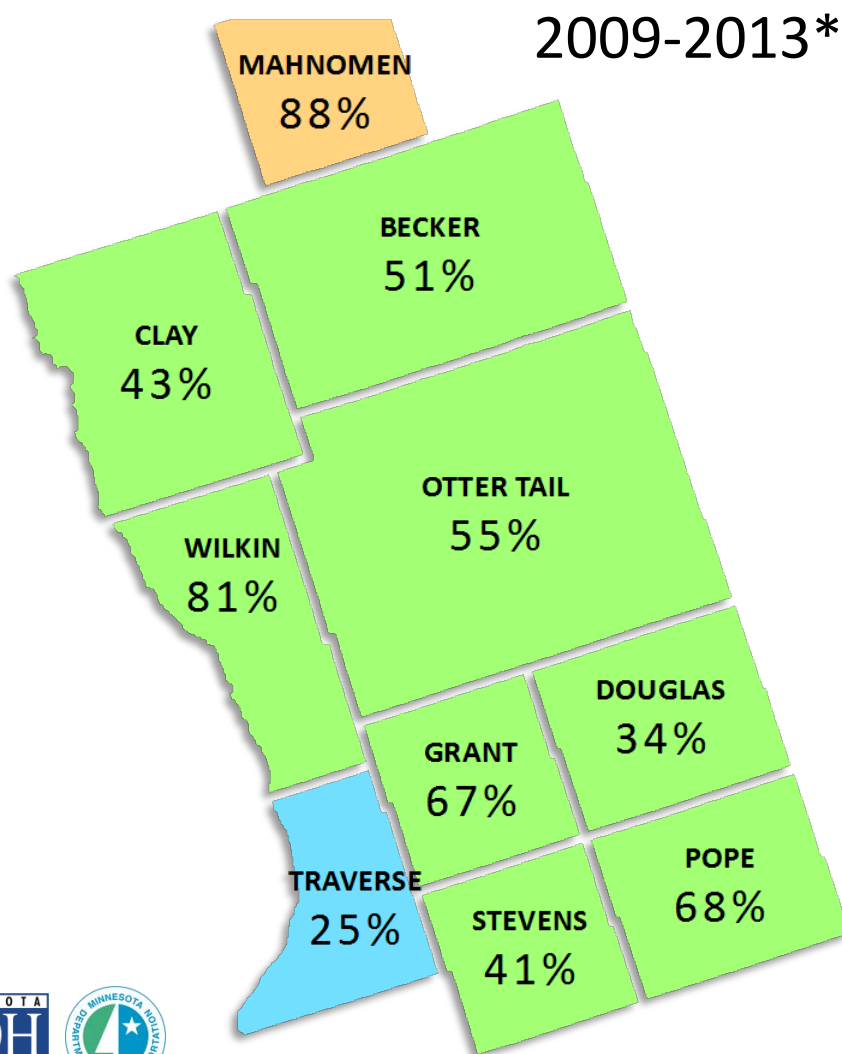 2009-2013*
MAHNOMEN
88%
BECKER
51%
CLAY
43%
OTTER TAIL
55%
WILKIN
81%
DOUGLAS
34%
GRANT
67%
POPE
68%
TRAVERSE
25%
STEVENS
41%
MINNESOTA